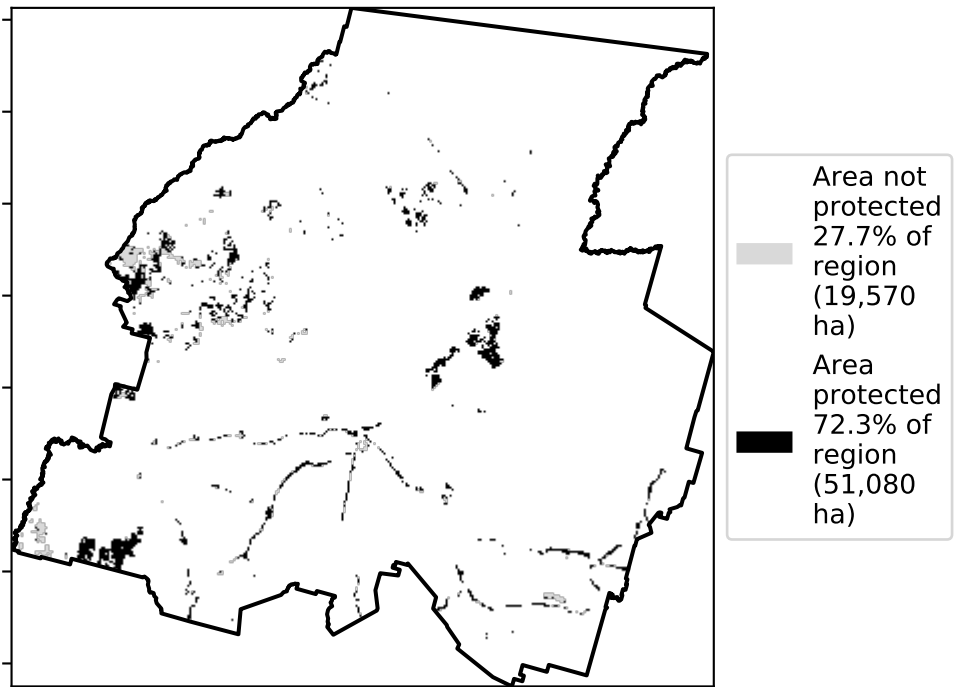 Area not
protected
27.7% of
region
(19,570
ha)
Area
protected
72.3% of
region
(51,080
ha)